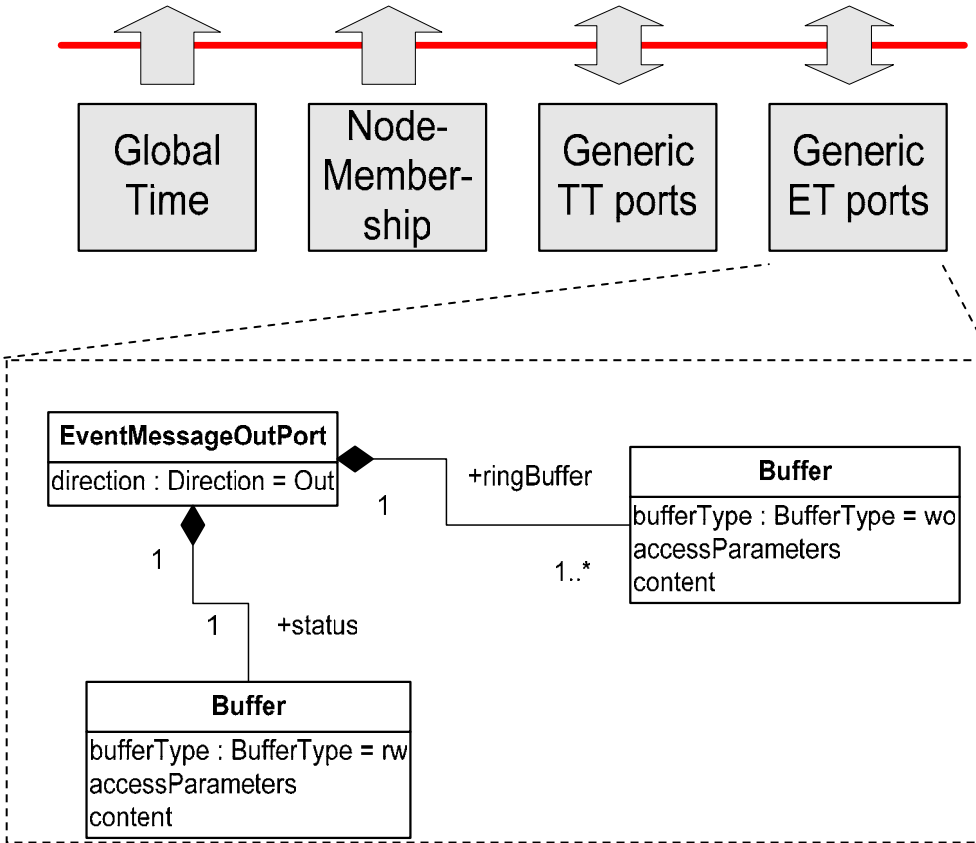 Global
Time
Node-
Member-
ship
Generic
TT ports
Generic
ET ports
EventMessageOutPort
direction : Direction = Out
1
+ringBuffer
1..*
Buffer
bufferType : BufferType = wo
accessParameters
content
1
1
+status
Buffer
bufferType : BufferType = rw
accessParameters
content